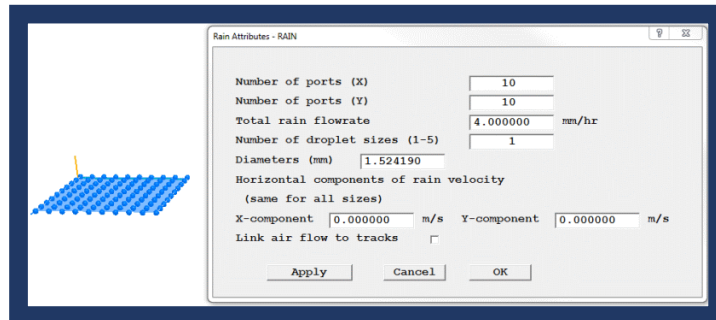 Rain Attributes - RAIN
Number of ports (X) 10
Number of ports (Y) 10
Total rain flowrate 4.000000 mm/hr
Number of droplet sizes (1-5) 1
Diameters (mm) 1.524190
Horizontal components of rain velocity
(same for all sizes)
X-component 0.000000 m/s Y-component 0.000000 m/s
Link air flow to tracks
Apply Cancel OK